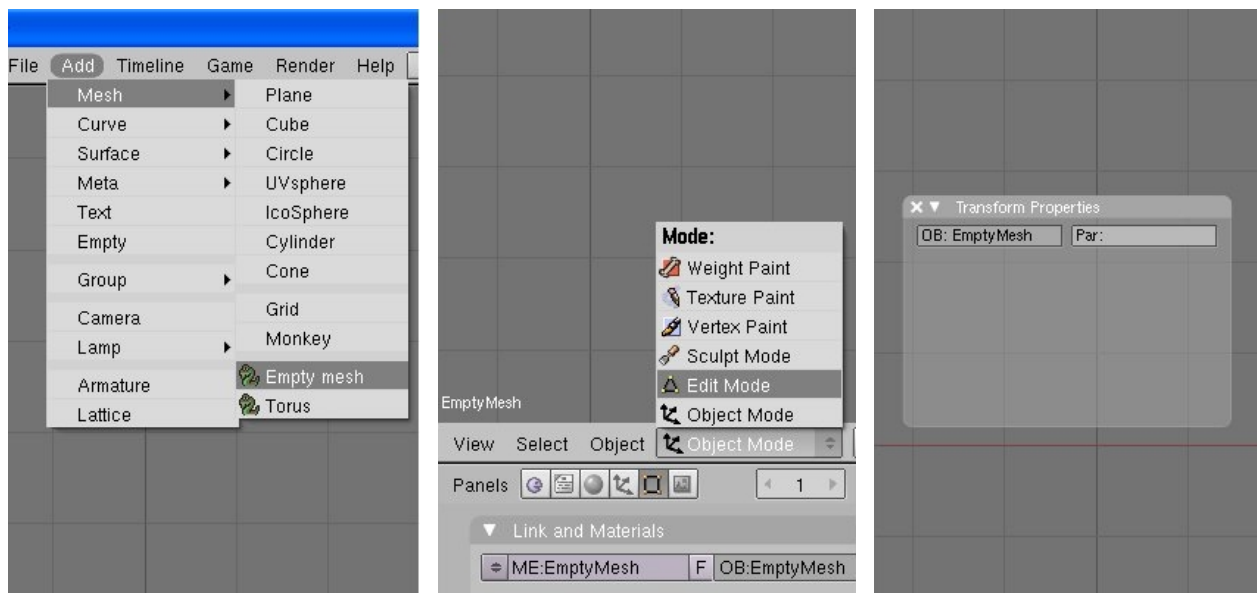 File Add Timeline Game Render Help
Mesh
Curve
Surface
Meta
Text
Empty
Group
Camera
Lamp
Armature
Lattice
Plane
Cube
Circle
UVsphere
IcoSphere
Cylinder
Cone
Grid
Monkey
Empty mesh
Torus
Mode:
Weight Paint
Texture Paint
Vertex Paint
Sculpt Mode
Edit Mode
Object Mode
EmptyMesh
View Select Object Object Mode
Panels 1
Link and Materials
ME:EmptyMesh F OB:EmptyMesh
Transform Properties
OB: EmptyMesh Par: